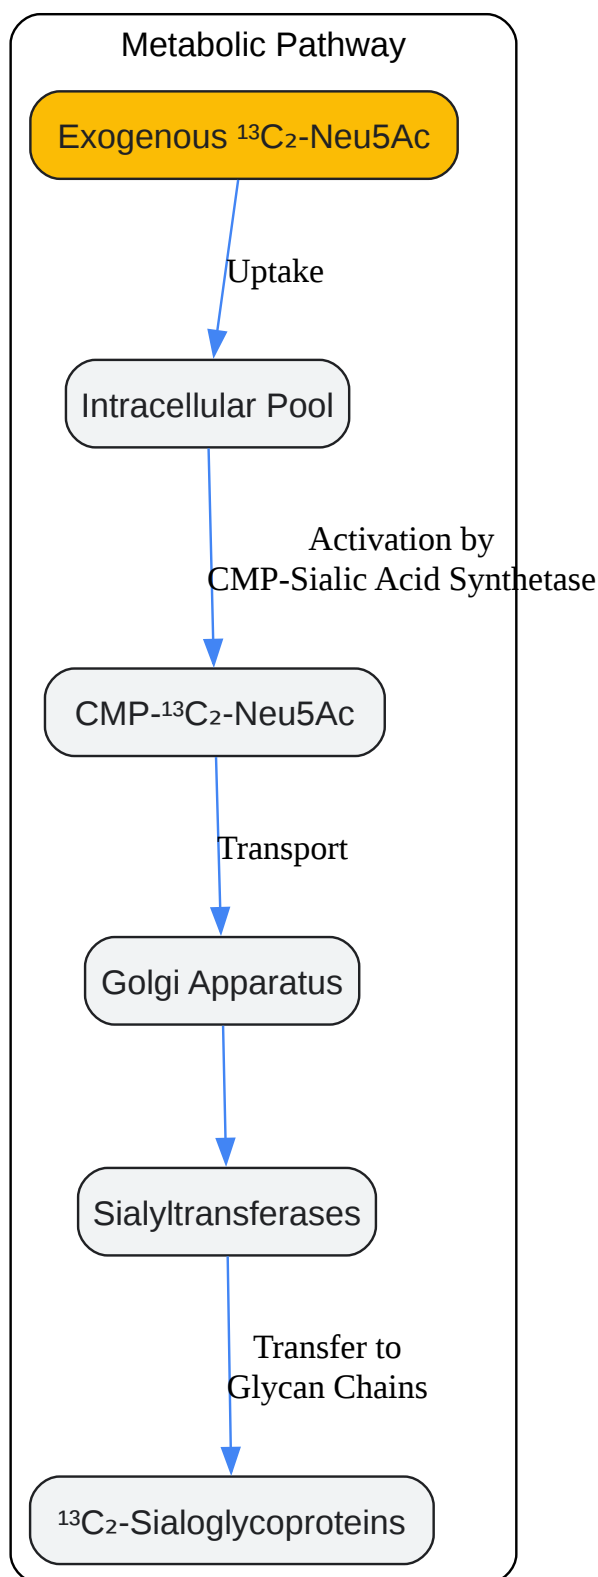 Metabolic Pathway
Exogenous ¹³C₂-Neu5Ac
Uptake
Intracellular Pool
Activation by
CMP-Sialic Acid Synthetase
CMP-¹³C₂-Neu5Ac
Transport
Golgi Apparatus
Sialyltransferases
Transfer to
Glycan Chains
¹³C₂-Sialoglycoproteins